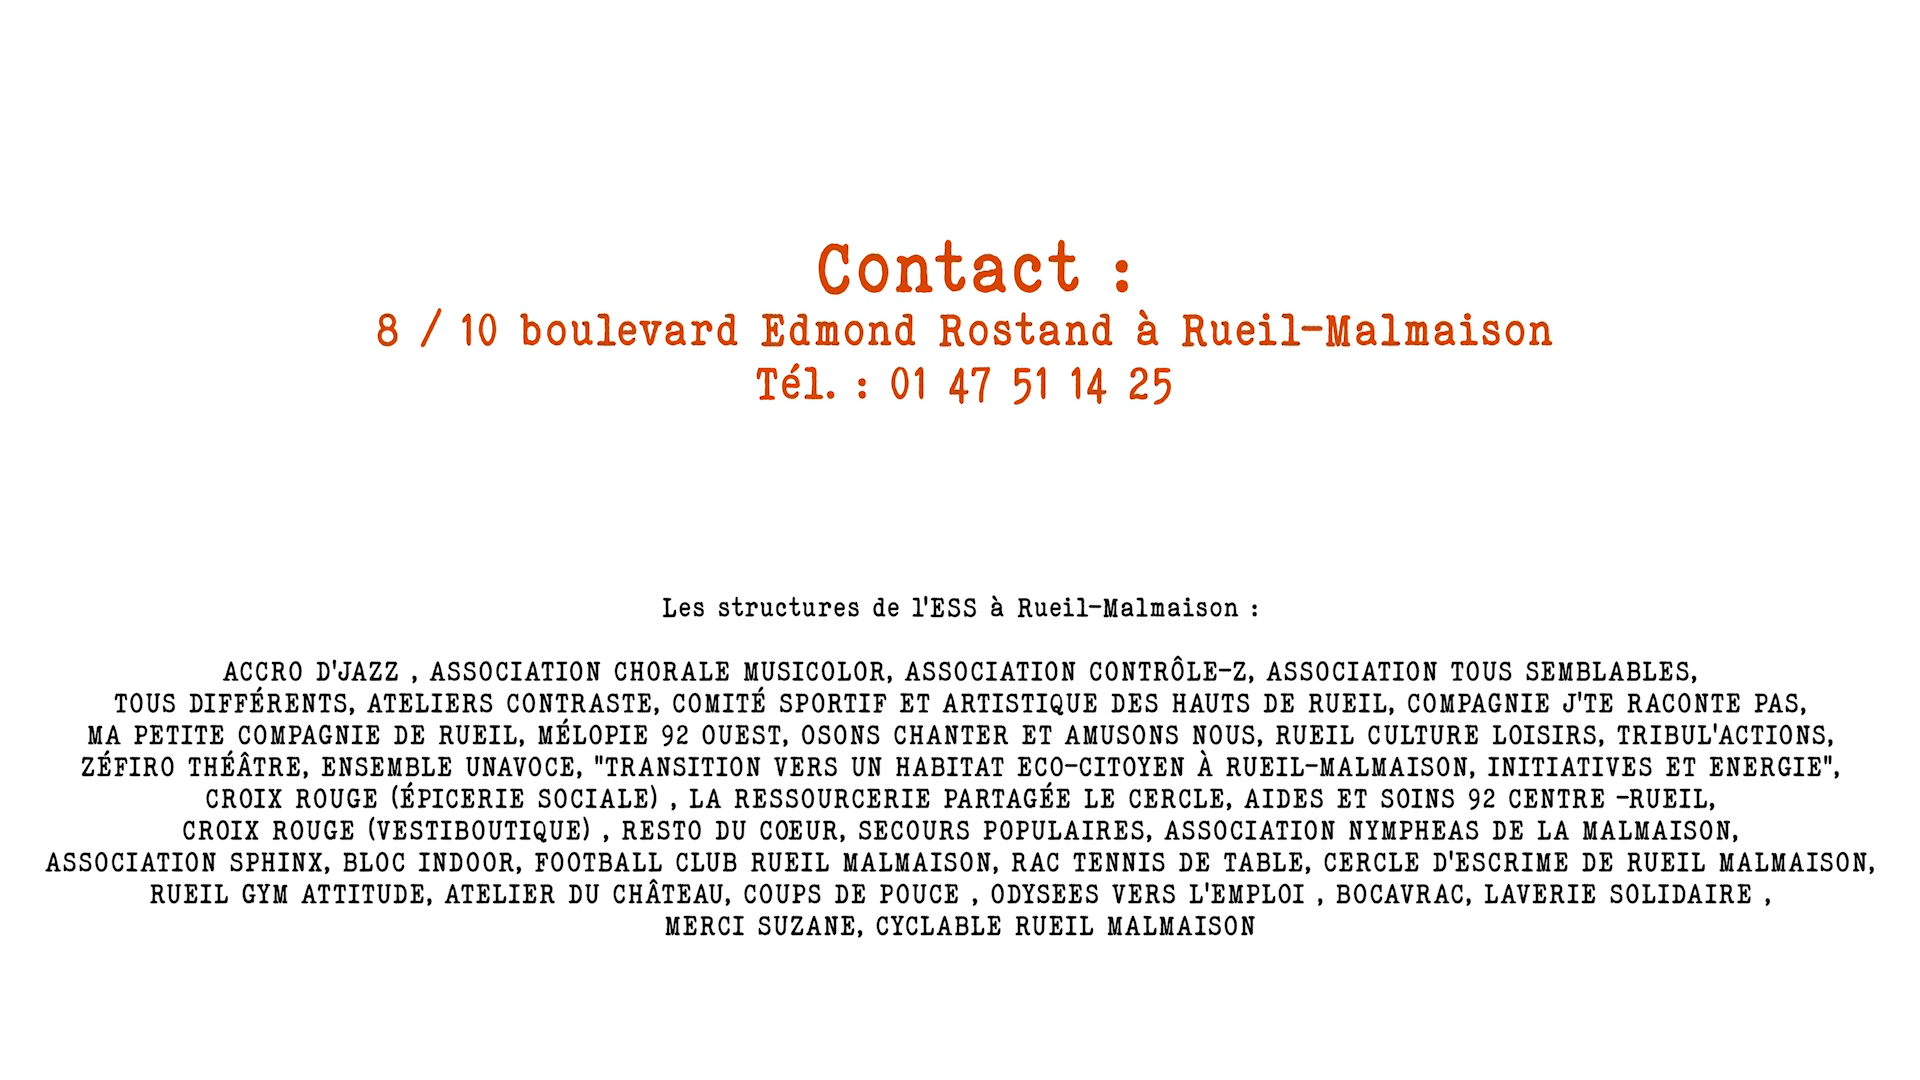 Contact :
8 / 10 boulevard Edmond Rostand à Rueil-Malmaison
Tél. : 01 47 51 14 25
Les structures de l'ESS à Rueil-Malmaison :
ACCRO D'JAZZ , ASSOCIATION CHORALE MUSICOLOR, ASSOCIATION CONTRÔLE-Z, ASSOCIATION TOUS SEMBLABLES,
TOUS DIFFÉRENTS, ATELIERS CONTRASTE, COMITÉ SPORTIF ET ARTISTIQUE DES HAUTS DE RUEIL, COMPAGNIE J'TE RACONTE PAS,
MA PETITE COMPAGNIE DE RUEIL, MÉLOPIE 92 OUEST, OSONS CHANTER ET AMUSONS NOUS, RUEIL CULTURE LOISIRS, TRIBUL'ACTIONS,
ZÉFIRO THÉÂTRE, ENSEMBLE UNAVOCE, "TRANSITION VERS UN HABITAT ECO-CITOYEN À RUEIL-MALMAISON, INITIATIVES ET ENERGIE",
CROIX ROUGE (ÉPICERIE SOCIALE) , LA RESSOURCERIE PARTAGÉE LE CERCLE, AIDES ET SOINS 92 CENTRE -RUEIL,
CROIX ROUGE (VESTIBOUTIQUE) , RESTO DU CŒUR, SECOURS POPULAIRES, ASSOCIATION NYMPHEAS DE LA MALMAISON,
ASSOCIATION SPHINX, BLOC INDOOR, FOOTBALL CLUB RUEIL MALMAISON, RAC TENNIS DE TABLE, CERCLE D'ESCRIME DE RUEIL MALMAISON,
RUEIL GYM ATTITUDE, ATELIER DU CHÂTEAU, COUPS DE POUCE , ODYSEES VERS L'EMPLOI , BOCAVRAC, LAVERIE SOLIDAIRE ,
MERCI SUZANE, CYCLABLE RUEIL MALMAISON